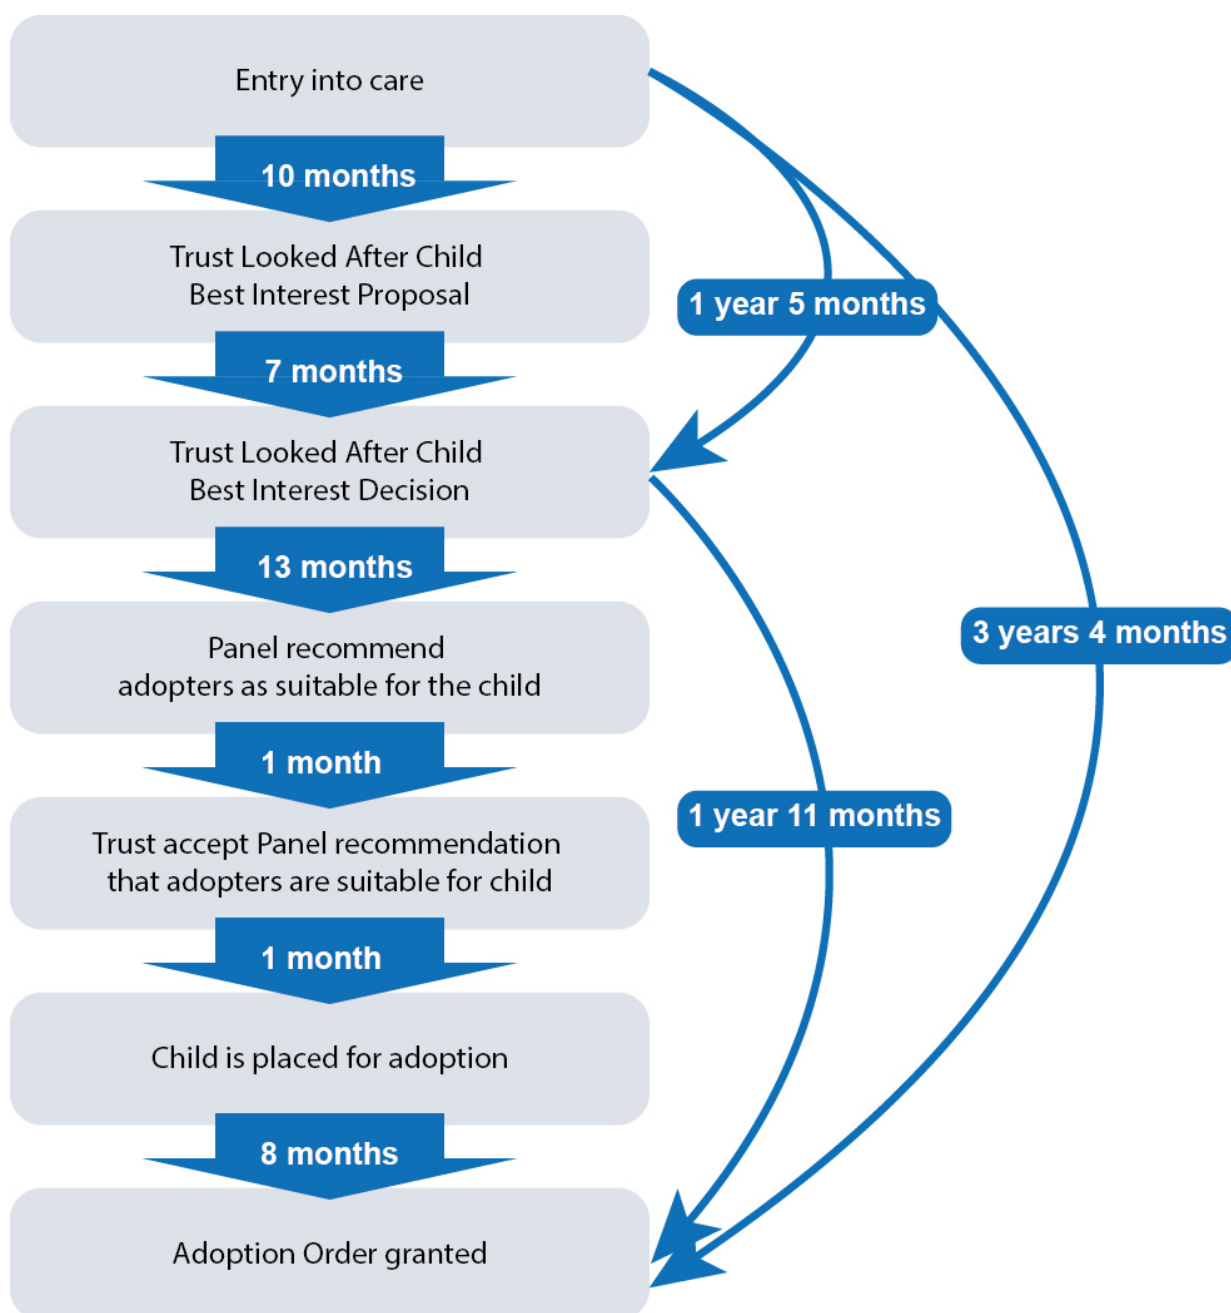 Entry into care
10 months
Trust Looked After Child
Best Interest Proposal
1 year 5 months
7 months
Trust Looked After Child
Best Interest Decision
13 months
Panel recommend
adopters as suitable for the child
3 years 4 months
1 month
Trust accept Panel recommendation
that adopters are suitable for child
1 year 11 months
1 month
Child is placed for adoption
8 months
Adoption Order granted